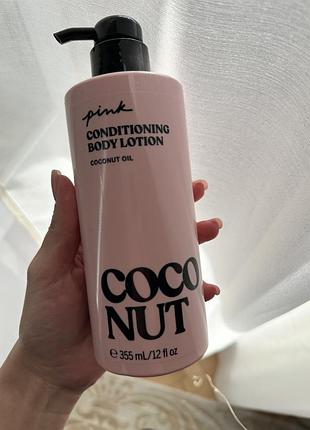 pink
CONDITIONING
BODY LOTION
COCONUT OIL
COCO
NUT
℮ 355 mL/12 fl oz